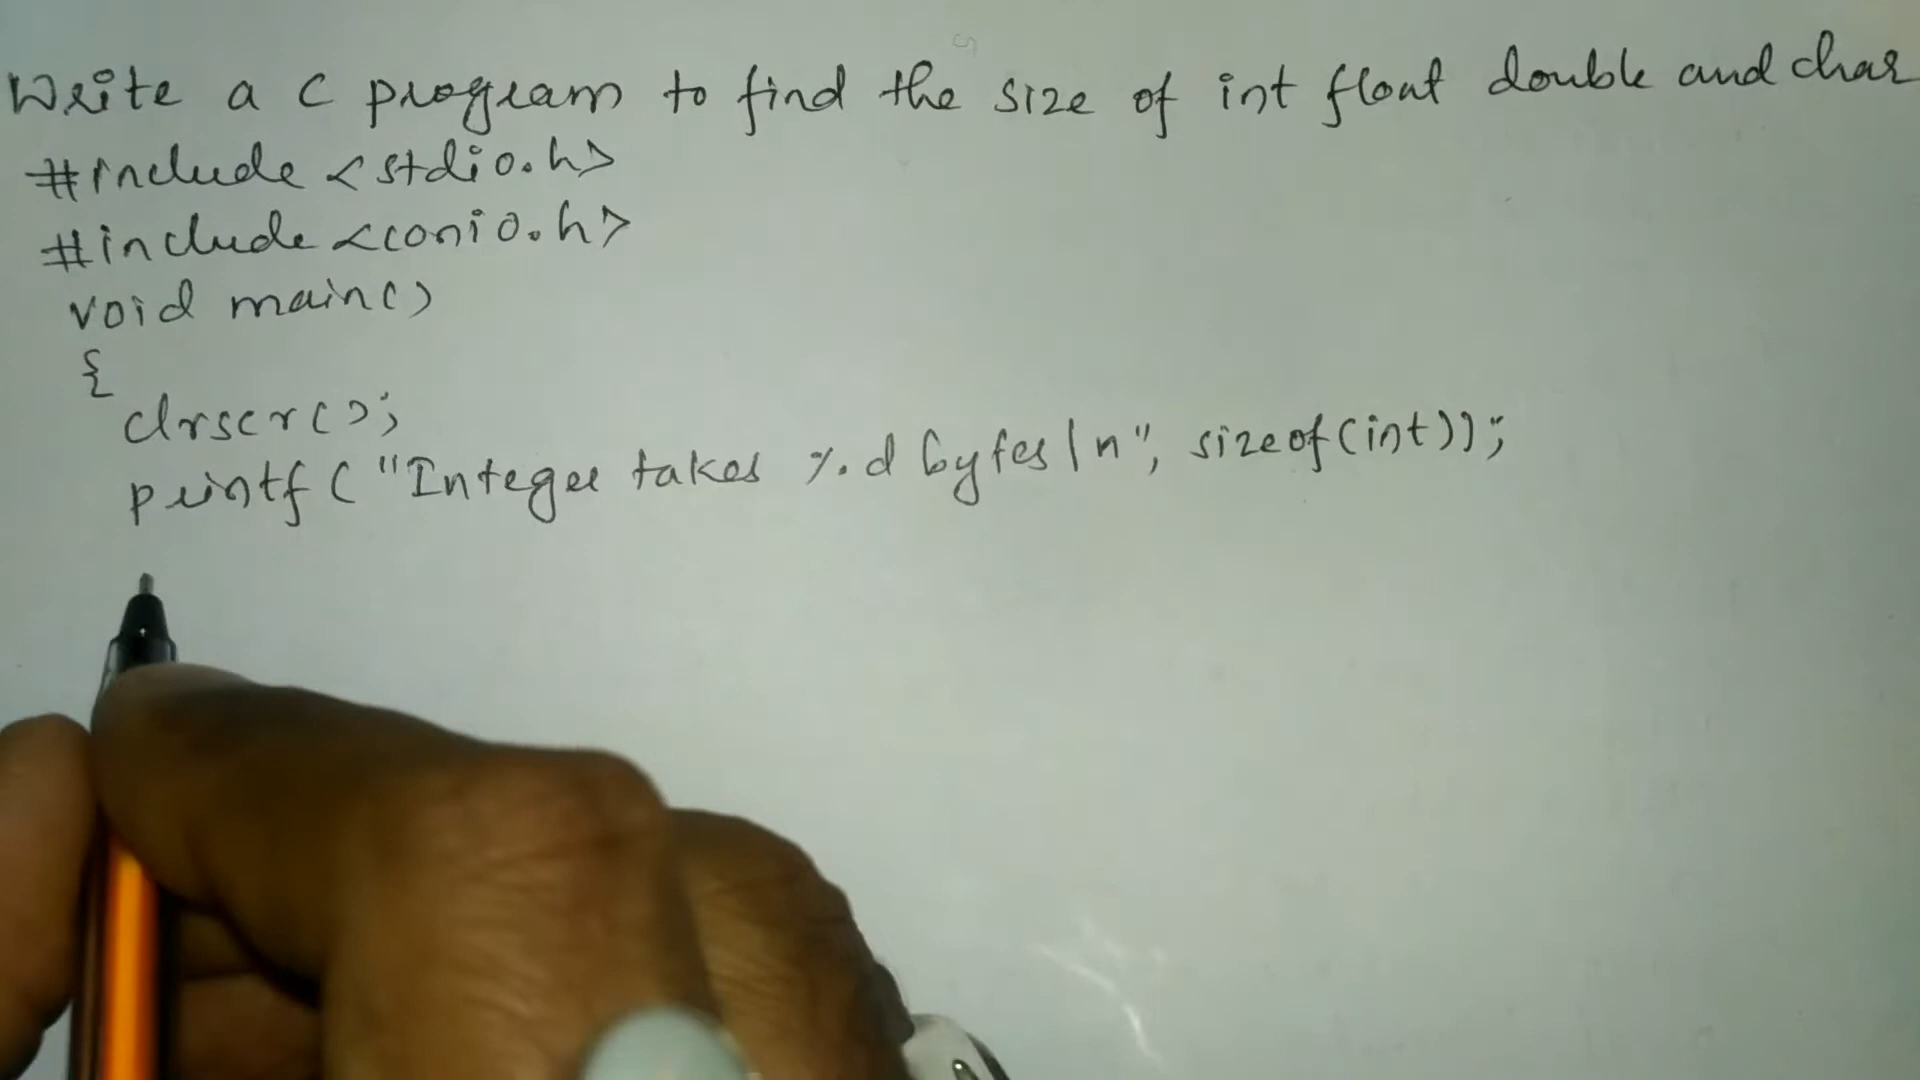 Write a C program to find the size of int float double and char
#include <stdio.h>
#include <conio.h>
void main()
{
clrscr();
printf("Integer takes %d bytes\n", sizeof(int));